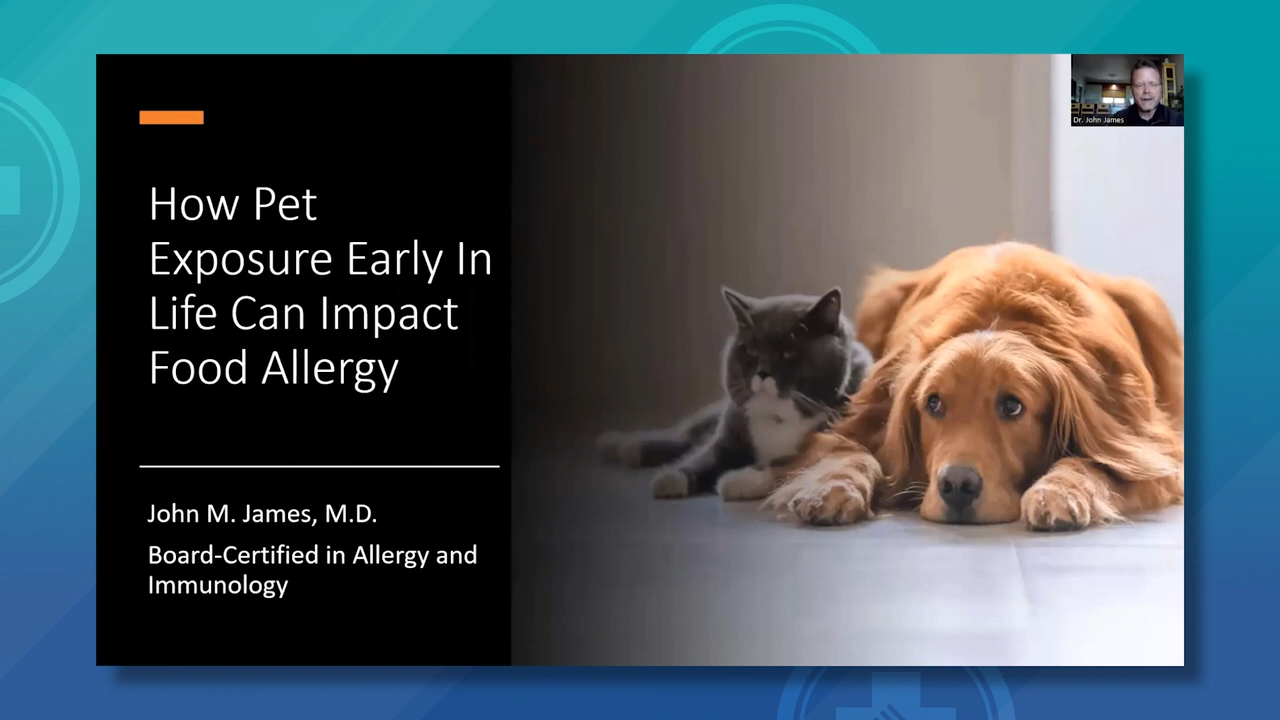 How Pet
Exposure Early In
Life Can Impact
Food Allergy
John M. James, M.D.
Board-Certified in Allergy and
Immunology
Dr. John James